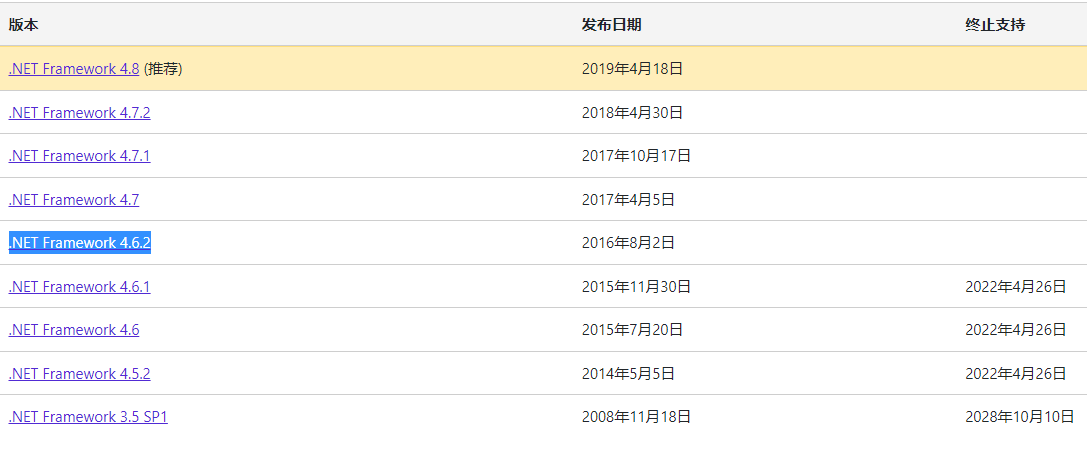 版本 发布日期 终止支持
.NET Framework 4.8 (推荐) 2019年4月18日
.NET Framework 4.7.2 2018年4月30日
.NET Framework 4.7.1 2017年10月17日
.NET Framework 4.7 2017年4月5日
.NET Framework 4.6.2 2016年8月2日
.NET Framework 4.6.1 2015年11月30日 2022年4月26日
.NET Framework 4.6 2015年7月20日 2022年4月26日
.NET Framework 4.5.2 2014年5月5日 2022年4月26日
.NET Framework 3.5 SP1 2008年11月18日 2028年10月10日